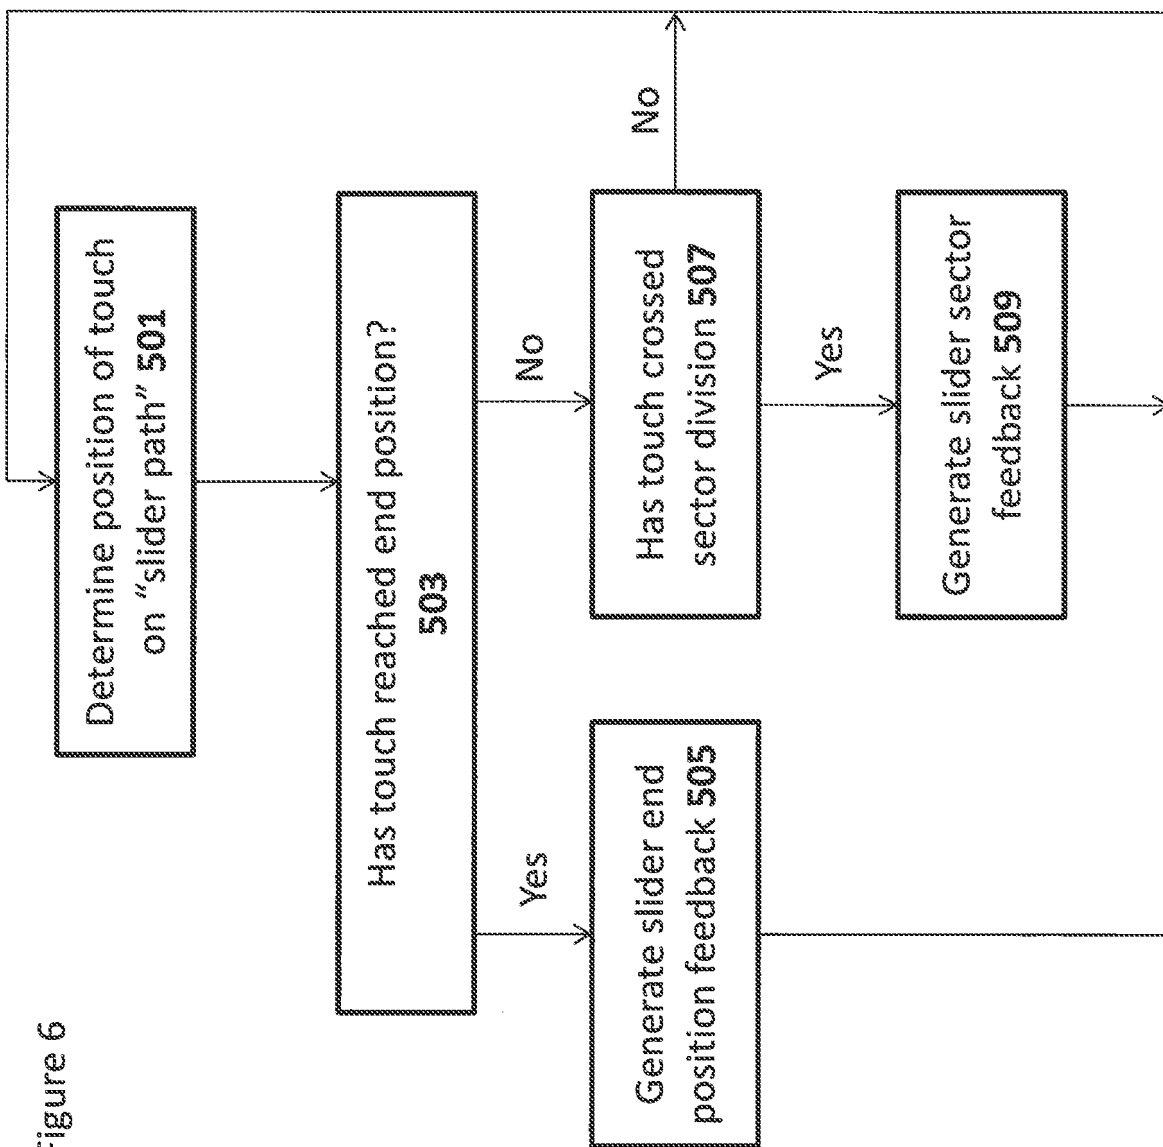 Figure 6
Determine position of touch
on “slider path” 501
Has touch reached end position?
503
Yes
No
Generate slider end
position feedback 505
Has touch crossed
sector division 507
No
Yes
Generate slider sector
feedback 509